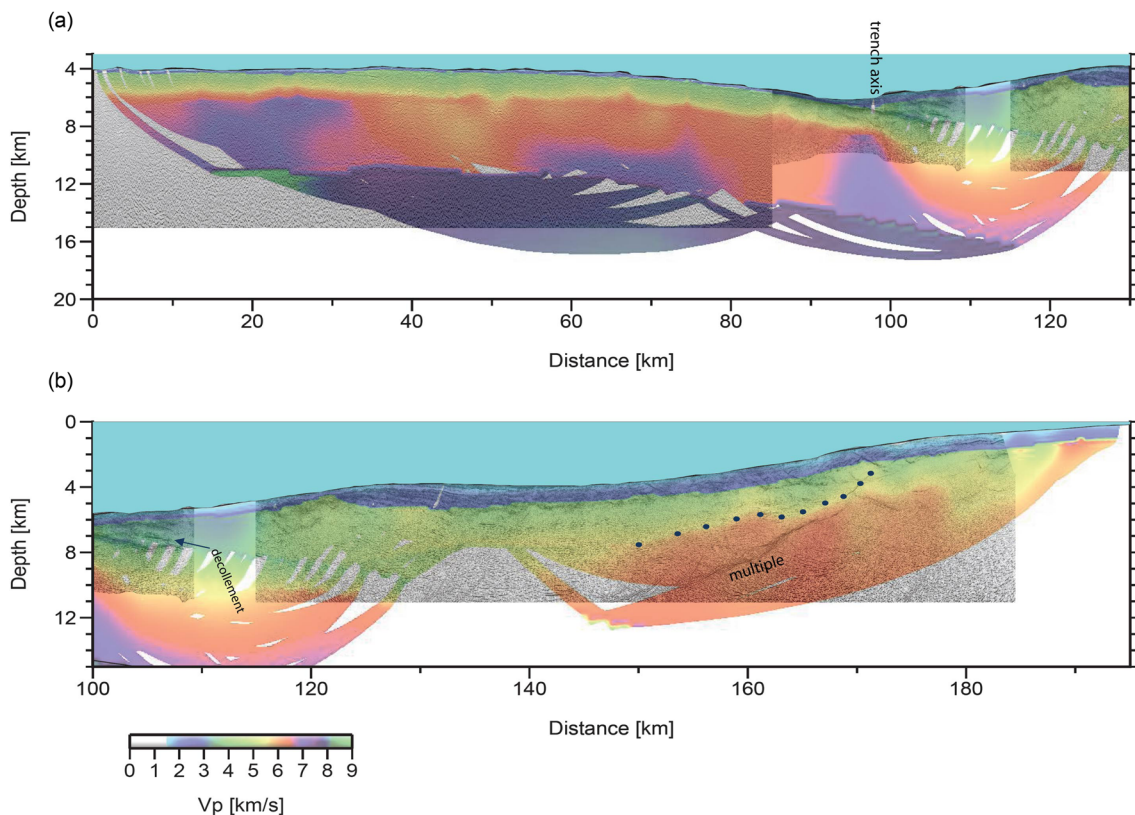 (a)
trench axis
4
8
12
16
20
Depth [km]
0 20 40 60 80 100 120
Distance [km]
(b)
0
4
8
12
Depth [km]
decollement
multiple
100 120 140 160 180
Distance [km]
0 1 2 3 4 5 6 7 8 9
Vp [km/s]